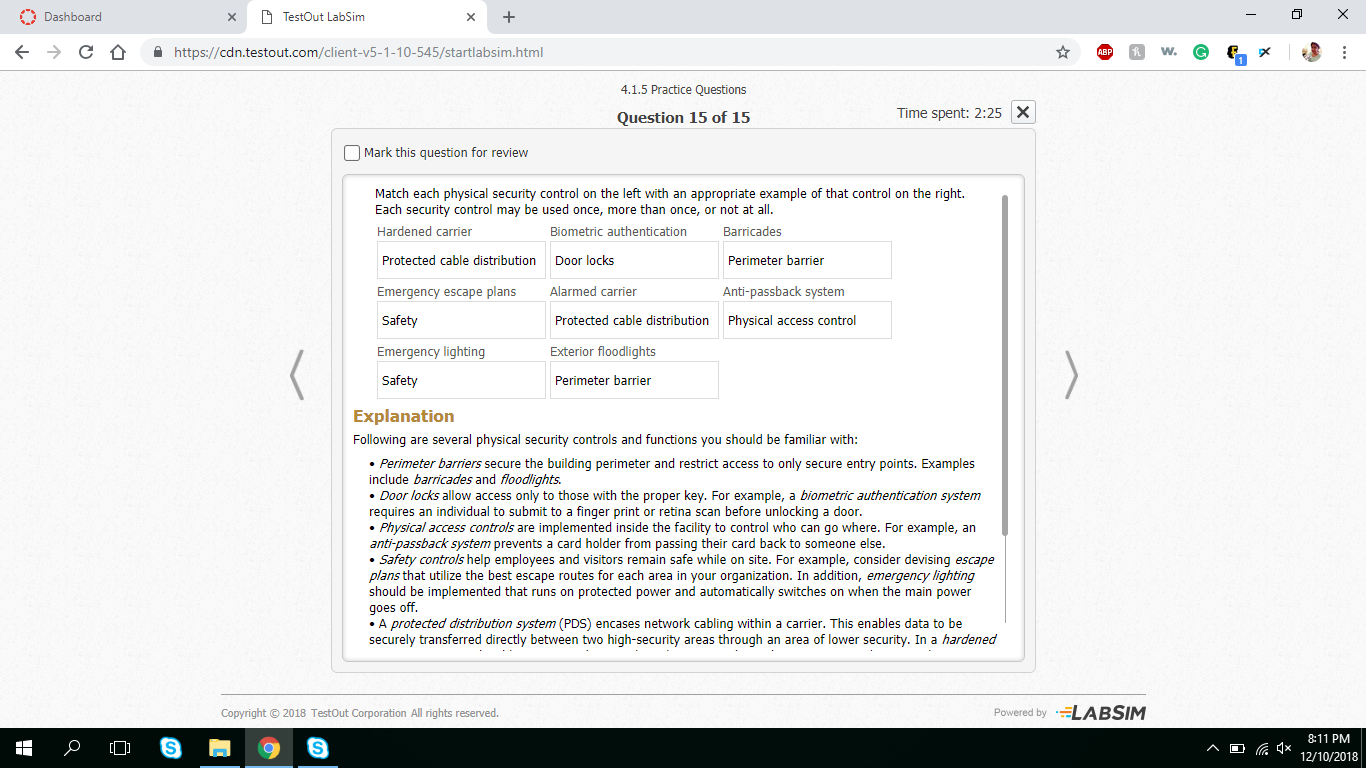 Dashboard
TestOut LabSim
https://cdn.testout.com/client-v5-1-10-545/startlabsim.html
ABP
w.
1
4.1.5 Practice Questions
Question 15 of 15
Time spent: 2:25
Mark this question for review
Match each physical security control on the left with an appropriate example of that control on the right.
Each security control may be used once, more than once, or not at all.
Hardened carrier Biometric authentication Barricades
Protected cable distribution Door locks Perimeter barrier
Emergency escape plans Alarmed carrier Anti-passback system
Safety Protected cable distribution Physical access control
Emergency lighting Exterior floodlights
Safety Perimeter barrier
Explanation
Following are several physical security controls and functions you should be familiar with:
• Perimeter barriers secure the building perimeter and restrict access to only secure entry points. Examples
include barricades and floodlights.
• Door locks allow access only to those with the proper key. For example, a biometric authentication system
requires an individual to submit to a finger print or retina scan before unlocking a door.
• Physical access controls are implemented inside the facility to control who can go where. For example, an
anti-passback system prevents a card holder from passing their card back to someone else.
• Safety controls help employees and visitors remain safe while on site. For example, consider devising escape
plans that utilize the best escape routes for each area in your organization. In addition, emergency lighting
should be implemented that runs on protected power and automatically switches on when the main power
goes off.
• A protected distribution system (PDS) encases network cabling within a carrier. This enables data to be
securely transferred directly between two high-security areas through an area of lower security. In a hardened
Copyright © 2018 TestOut Corporation All rights reserved.
Powered by LABSIM
8:11 PM
12/10/2018